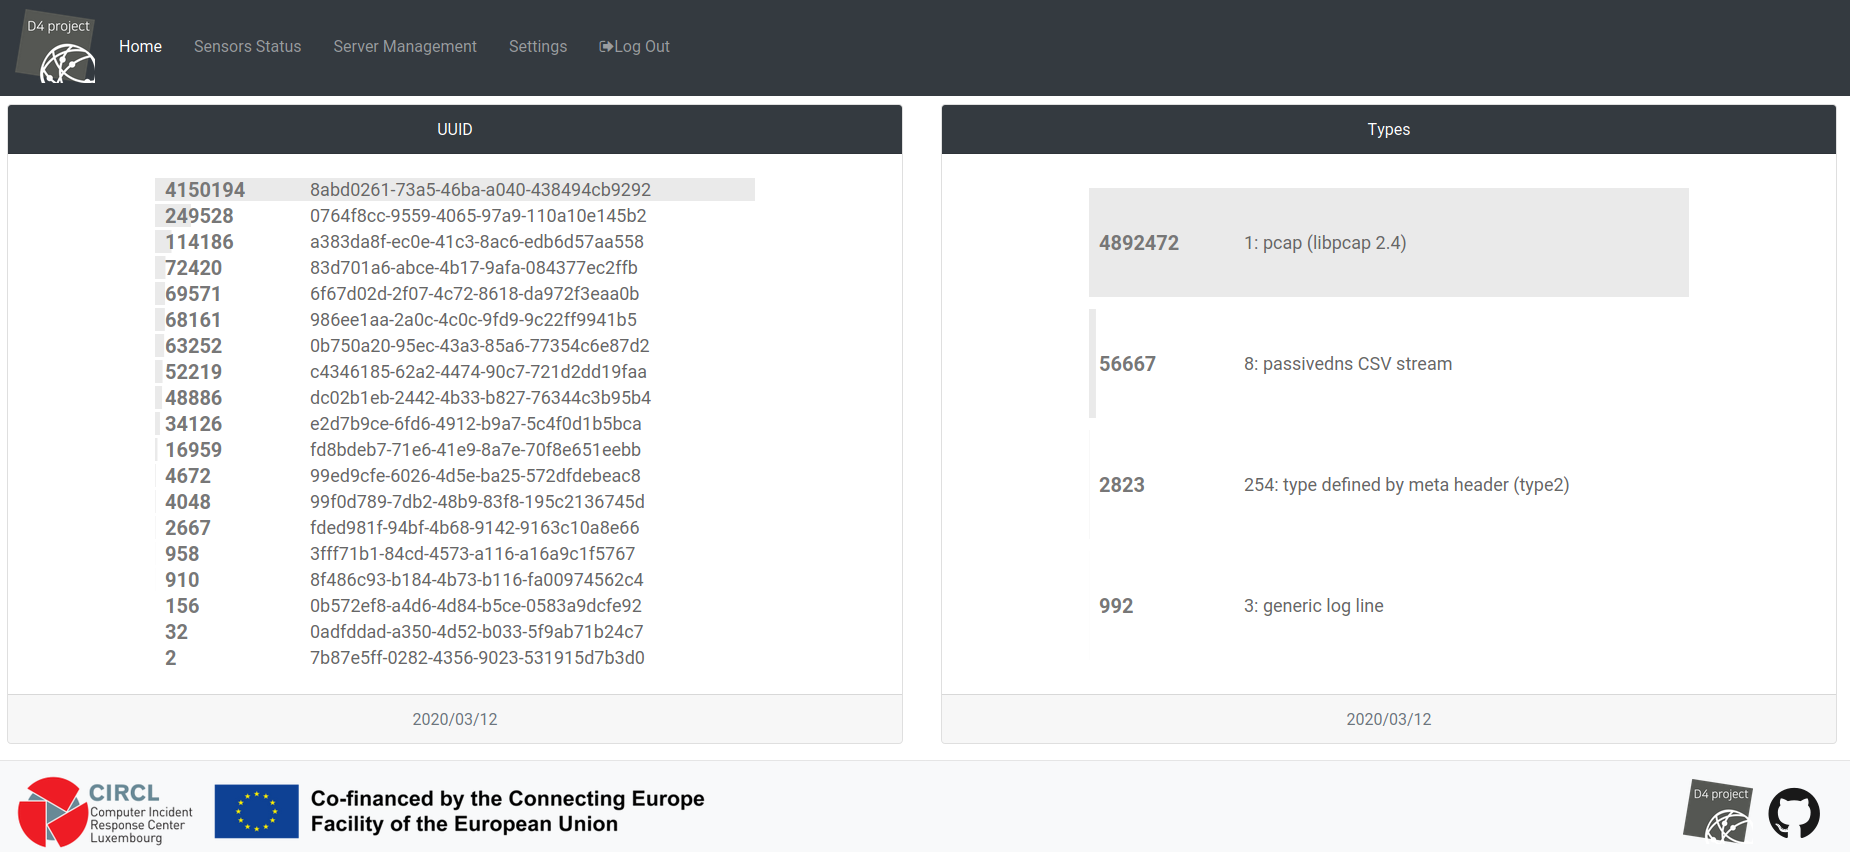 D4 project
Home Sensors Status Server Management Settings Log Out
UUID
4150194 8abd0261-73a5-46ba-a040-438494cb9292
249528 0764f8cc-9559-4065-97a9-110a10e145b2
114186 a383da8f-ec0e-41c3-8ac6-edb6d57aa558
72420 83d701a6-abce-4b17-9afa-084377ec2ffb
69571 6f67d02d-2f07-4c72-8618-da972f3eaa0b
68161 986ee1aa-2a0c-4c0c-9fd9-9c22ff9941b5
63252 0b750a20-95ec-43a3-85a6-77354c6e87d2
52219 c4346185-62a2-4474-90c7-721d2dd19faa
48886 dc02b1eb-2442-4b33-b827-76344c3b95b4
34126 e2d7b9ce-6fd6-4912-b9a7-5c4f0d1b5bca
16959 fd8bdeb7-71e6-41e9-8a7e-70f8e651eebb
4672 99ed9cfe-6026-4d5e-ba25-572dfdebeac8
4048 99f0d789-7db2-48b9-83f8-195c2136745d
2667 fded981f-94bf-4b68-9142-9163c10a8e66
958 3fff71b1-84cd-4573-a116-a16a9c1f5767
910 8f486c93-b184-4b73-b116-fa00974562c4
156 0b572ef8-a4d6-4d84-b5ce-0583a9dcfe92
32 0adfddad-a350-4d52-b033-5f9ab71b24c7
2 7b87e5ff-0282-4356-9023-531915d7b3d0
2020/03/12
Types
4892472 1: pcap (libpcap 2.4)
56667 8: passivedns CSV stream
2823 254: type defined by meta header (type2)
992 3: generic log line
2020/03/12
CIRCL
Computer Incident
Response Center
Luxembourg
Co-financed by the Connecting Europe
Facility of the European Union
D4 project